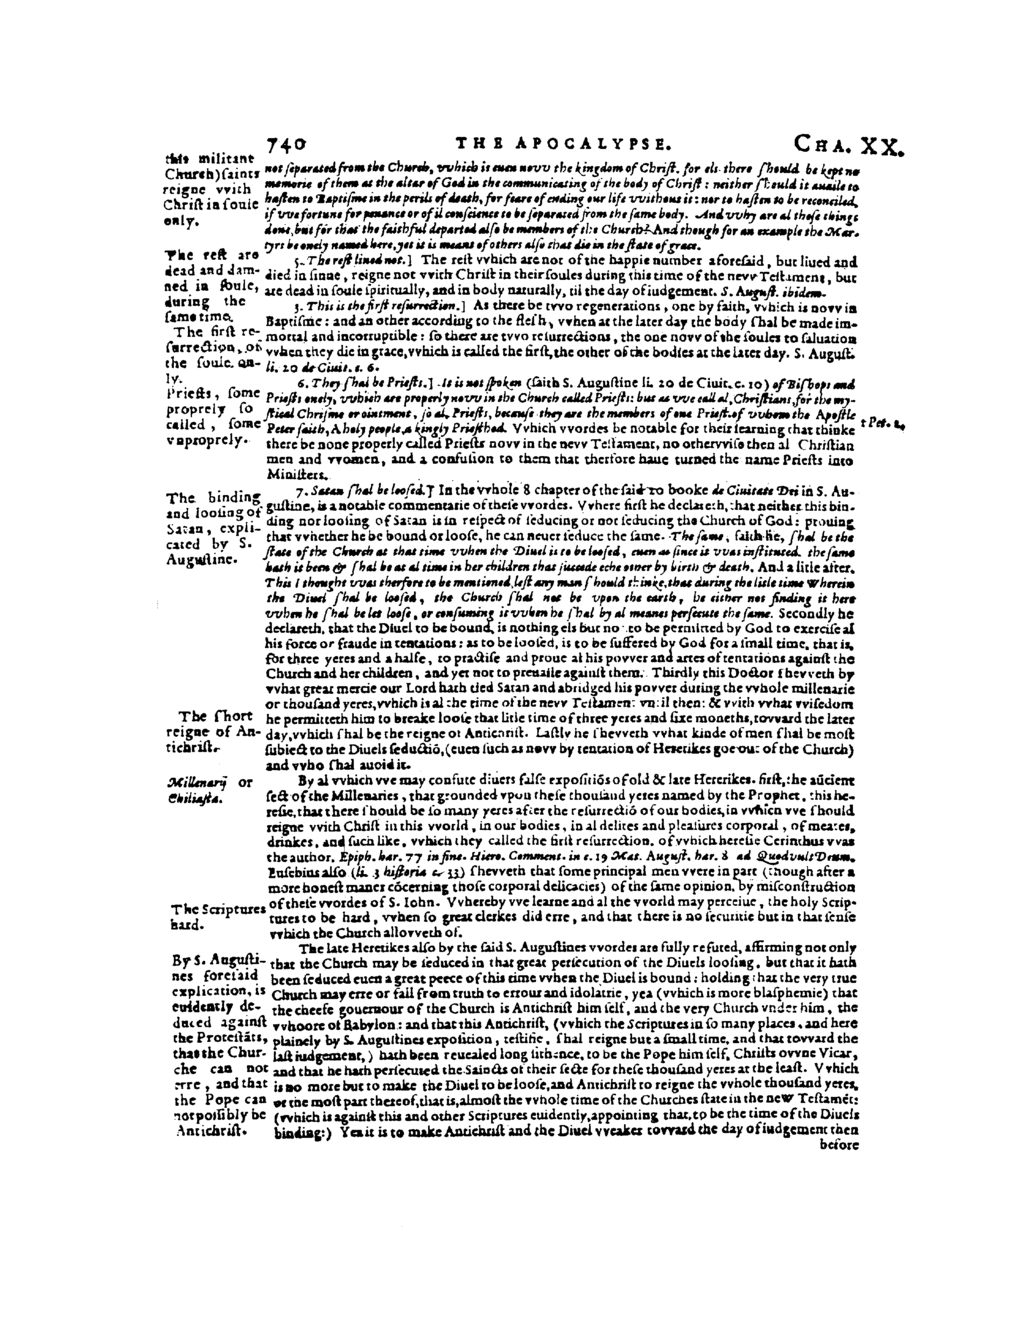 740 THE APOCALYPSE. CHA. XX.
this militant
Church) saincts
reigne vvith
Christ in soule
only.
not separated from the Church, vvhich is euen novv the kingdom of Christ. for els there should be kept no
memorie of them at the altar of God in the communicating of the body of Christ: neither should it auaile to
hasten to Baptisme in the perils of death, for feare of ending our life vvithout it: nor to hasten to be reconciled,
if vve fortune for penance or of il conscience to be separated from the same body. And vvhy are al these things
done, but for that the faithful departed also be members of the Church? And though for an example the Mar-
tyrs be onely named here, yet it is meant of others also that die in the state of grace.
The rest are
dead and dam-
ned in soule,
during the
same time.
5. The rest liued not.] The rest vvhich are not of the happie number aforesaid, but liued and
died in sinne, reigne not vvith Christ in their soules during this time of the nevv Testament, but
are dead in soule spiritually, and in body naturally, til the day of iudgement. S. August. ibidem.
The first re-
surrection, of
the soule on-
ly.
5. This is the first resurrection.] As there be tvvo regenerations, one by faith, vvhich is novv in
Baptisme: and an other according to the flesh, vvhen at the later day the body shal be made im-
mortal and incorruptible: so there are tvvo resurrections, the one novv of the soules to saluation
vvhen they die in grace, vvhich is called the first, the other of the bodies at the later day. S. August.
li. 20 de Ciuit. c. 6.
Priests, some
proprely so
called, some
vnproprely.
6. They shal be Priests.] It is not spoken (saith S. Augustine li. 20 de Ciuit. c. 10) of Bishops and
Priests onely, vvhich are properly novv in the Church called Priests: but as vve call al, Christians, for the my-
stical Chrisme or ointment, so al, Priests, because they are the members of one Priest. of vvhom the Apostle
Peter saith, A holy people, a kingly Priesthod. Vvhich vvordes be notable for their learning that thinke
there be none properly called Priests novv in the nevv Testament, no othervvise then al Christian
men and vvomen, and a confusion to them that therfore haue turned the name Priests into
Ministers.
1 Pet. 2,
The binding
and loosing of
Satan, expli-
cated by S.
Augustine.
7. Satan shal be loosed.] In the vvhole 8 chapter of the said 20 booke de Ciuitate Dei in S. Au-
gustine, is a notable commentarie of these vvordes. Vvhere first he declareth, that neither this bin-
ding nor loosing of Satan is in respect of seducing or not seducing the Church of God: prouing
that vvhether he be bound or loose, he can neuer seduce the same. The same, saith he, shal be the
state of the Church at that time vvhen the Diuel is to be loosed, euen as since it vvas instituted. the same
hath it been & shal be at al time in her children that succede eche other by birth & death. And a litle after.
This I thought vvas therfore to be mentioned, lest any man should thinke, that during the litle time wherein
the Diuel shal be loosed, the Church shal not be vpon the earth, he either not finding it here
vvhen he shal be let loose, or consuming it vvhen he shal by al meanes persecute the same. Secondly he
declareth, that the Diuel to be bound, is nothing els but not to be permitted by God to exercise al
his force or fraude in tentations: as to be loosed, is to be suffered by God for a small time, that is,
for three yeres and a halfe, to practise and proue al his povver and artes of tentations against the
Church and her children, and yet not to preuaile against them. Thirdly this Doctor shevveth by
vvhat great mercie our Lord hath tied Satan and abridged his povver during the vvhole millenarie
or thousand yeres, vvhich is al the time of the nevv Testament vntil then: & vvith vvhat vvisedom
The short
reigne of An-
tichrist.
he permitteth him to breake loose that litle time of three yeres and sixe moneths, tovvard the later
day, vvhich shal be the reigne of Antichrist. Lastly he shevveth vvhat kinde of men shal be most
subiect to the Diuels seductiō, (euen such as novv by tentation of Heretikes goe out of the Church)
and vvho shal auoid it.
Millenarij or
Chiliasta.
By al vvhich vve may confute diuers false expositiōs of old & late Heretikes. first, the aūcient
sect of the Millenaries, that grounded vpon these thousand yeres named by the Prophet, this he-
resie, that there should be so many yeres after the resurrectiō of our bodies, in vvhich vve should
reigne vvith Christ in this vvorld, in our bodies, in al delites and pleasures corporal, of meates,
drinkes, and such like, vvhich they called the first resurrection. of vvhich heresie Cerinthus vvas
the author. Epiph. hær. 77 in fine. Hiero. Comment. in c. 19 Mat. August. hær. 8 ad Quodvult Deum.
Eusebius also (li. 3 historia c. 33) shevveth that some principal men vvere in part (though after a
more honest maner cōcerning those corporal delicacies) of the same opinion, by misconstruction
The Scriptures
hard.
of these vvordes of S. Iohn. Vvhereby vve learne and al the vvorld may perceiue, the holy Scrip-
tures to be hard, vvhen so great clerkes did erre, and that there is no securitie but in that sense
vvhich the Church allovveth of.
By S. Augusti-
nes foresaid
explication, is
euidently de-
duced against
the Protestāts,
that the Chur-
che can not
erre, and that
the Pope can
not possibly be
Antichrist.
The late Heretikes also by the said S. Augustines vvordes are fully refuted, affirming not only
that the Church may be seduced in that great persecution of the Diuels loosing, but that it hath
been seduced euen a great peece of this time vvhen the Diuel is bound: holding that the very true
Church may erre or fall from truth to errour and idolatrie, yea (vvhich is more blasphemie) that
the cheefe gouernour of the Church is Antichrist him self, and the very Church vnder him, the
vvhoore of Babylon: and that this Antichrist, (vvhich the Scriptures in so many places, and here
plainely by S. Augustines exposition, testifie, shal reigne but a small time, and that tovvard the
last iudgement,) hath been reuealed long sithence, to be the Pope him self, Christs ovvne Vicar,
and that he hath persecuted the Saincts of their secte for these thousand yeres at the least. Vvhich
is no more but to make the Diuel to be loose, and Antichrist to reigne the vvhole thousand yeres,
or the most part thereof, that is, almost the vvhole time of the Churches state in the new Testamēt:
(vvhich is against this and other Scriptures euidently, appointing that, to be the time of the Diuels
binding:) Yea it is to make Antichrist and the Diuel vveaker tovvard the day of iudgement then
before